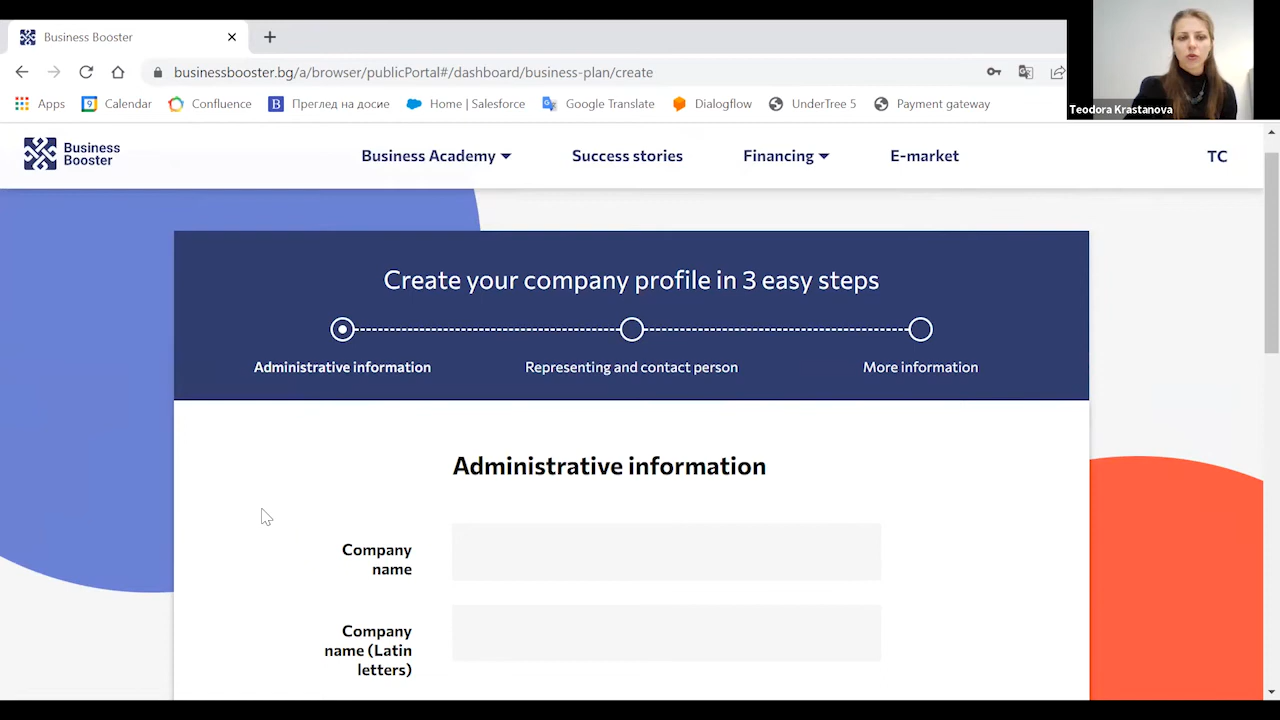 Business Booster
businessbooster.bg/a/browser/publicPortal#/dashboard/business-plan/create
Apps
Calendar
Confluence
Преглед на досие
Home | Salesforce
Google Translate
Dialogflow
UnderTree 5
Payment gateway
Teodora Krastanova
Business
Booster
Business Academy
Success stories
Financing
E-market
TC
Create your company profile in 3 easy steps
Administrative information
Representing and contact person
More information
Administrative information
Company
name
Company
name (Latin
letters)